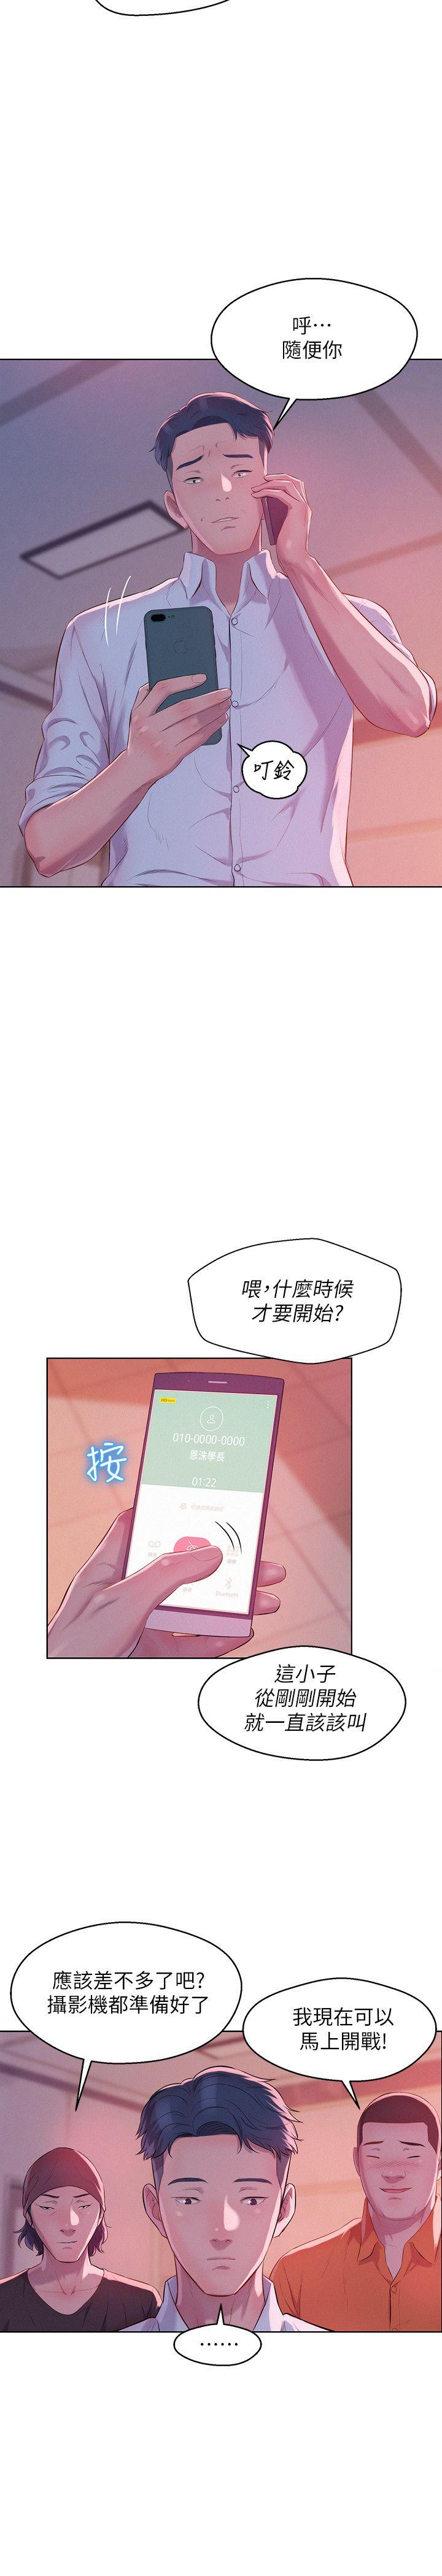 呼⋯
隨便你
叮鈴
喂,什麼時候
才要開始?
按
010-0000-0000
恩洙學長
01:22
Bluetooth
這小子
從剛剛開始
就一直該該叫
應該差不多了吧?
攝影機都準備好了
我現在可以
馬上開戰!
⋯⋯